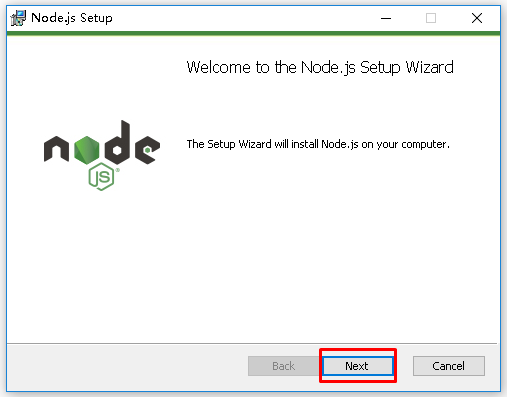 Node.js Setup
Welcome to the Node.js Setup Wizard
node
JS
®
The Setup Wizard will install Node.js on your computer.
Back
Next
Cancel